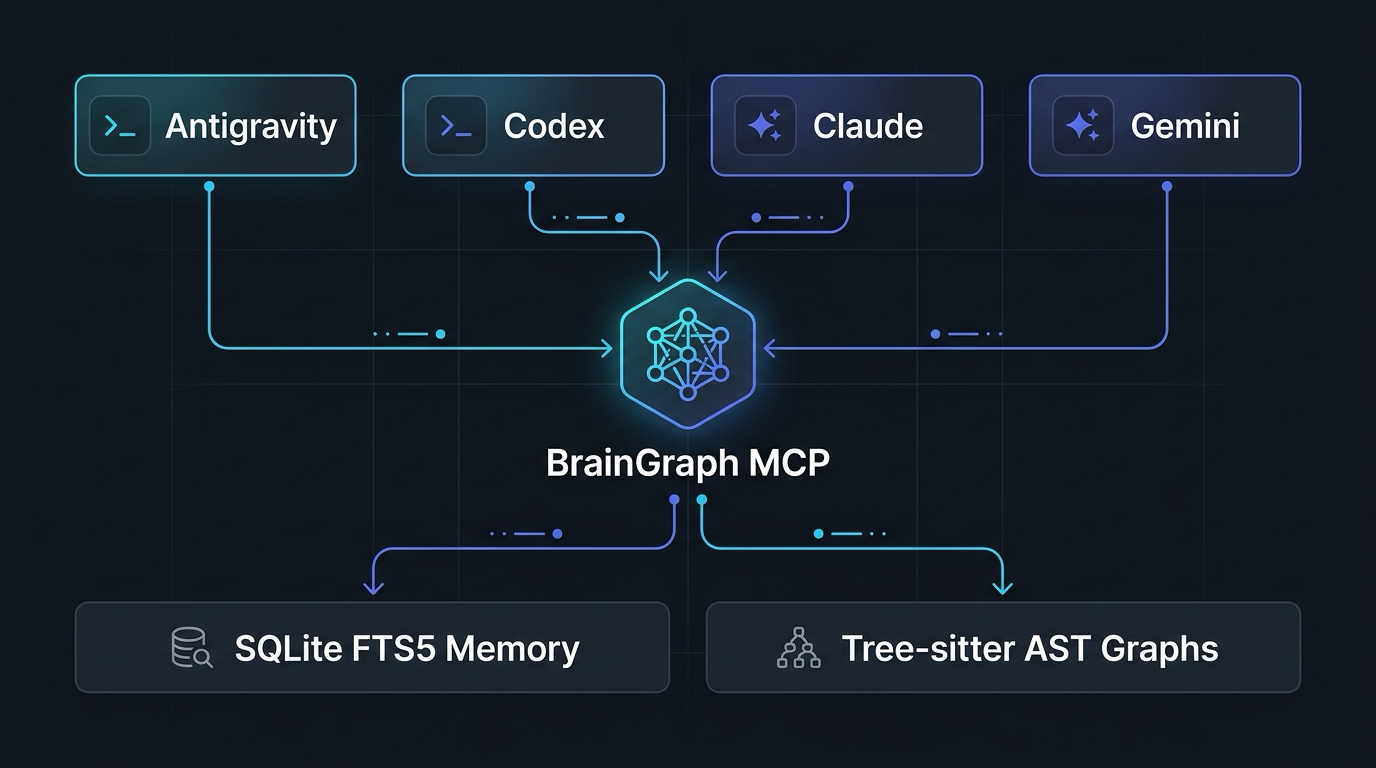 Antigravity
Codex
Claude
Gemini
BrainGraph MCP
SQLite FTS5 Memory
Tree-sitter AST Graphs